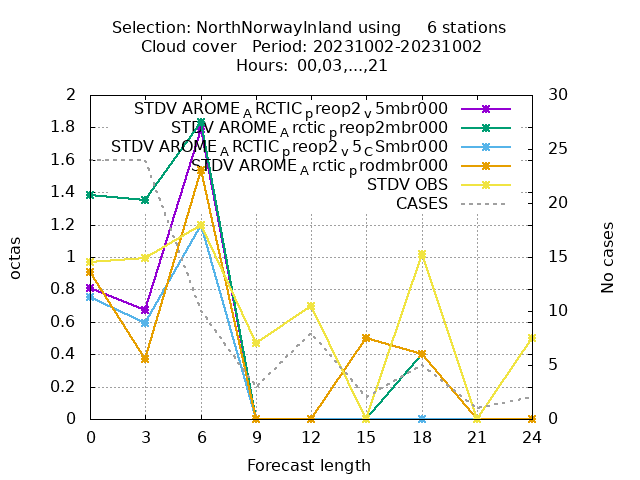 Selection: NorthNorwayInland using 6 stations
Cloud cover Period: 20231002-20231002
Hours: 00,03,...,21
STDV AROME_ARCTIC_preop2_v5mbr000
STDV AROME_Arctic_preop2mbr000
STDV AROME_ARCTIC_preop2_v5_CSmbr000
STDV AROME_Arctic_prodmbr000
STDV OBS
CASES
octas
2
1.8
1.6
1.4
1.2
1
0.8
0.6
0.4
0.2
0
30
25
20
15
10
5
0
No cases
0 3 6 9 12 15 18 21 24
Forecast length